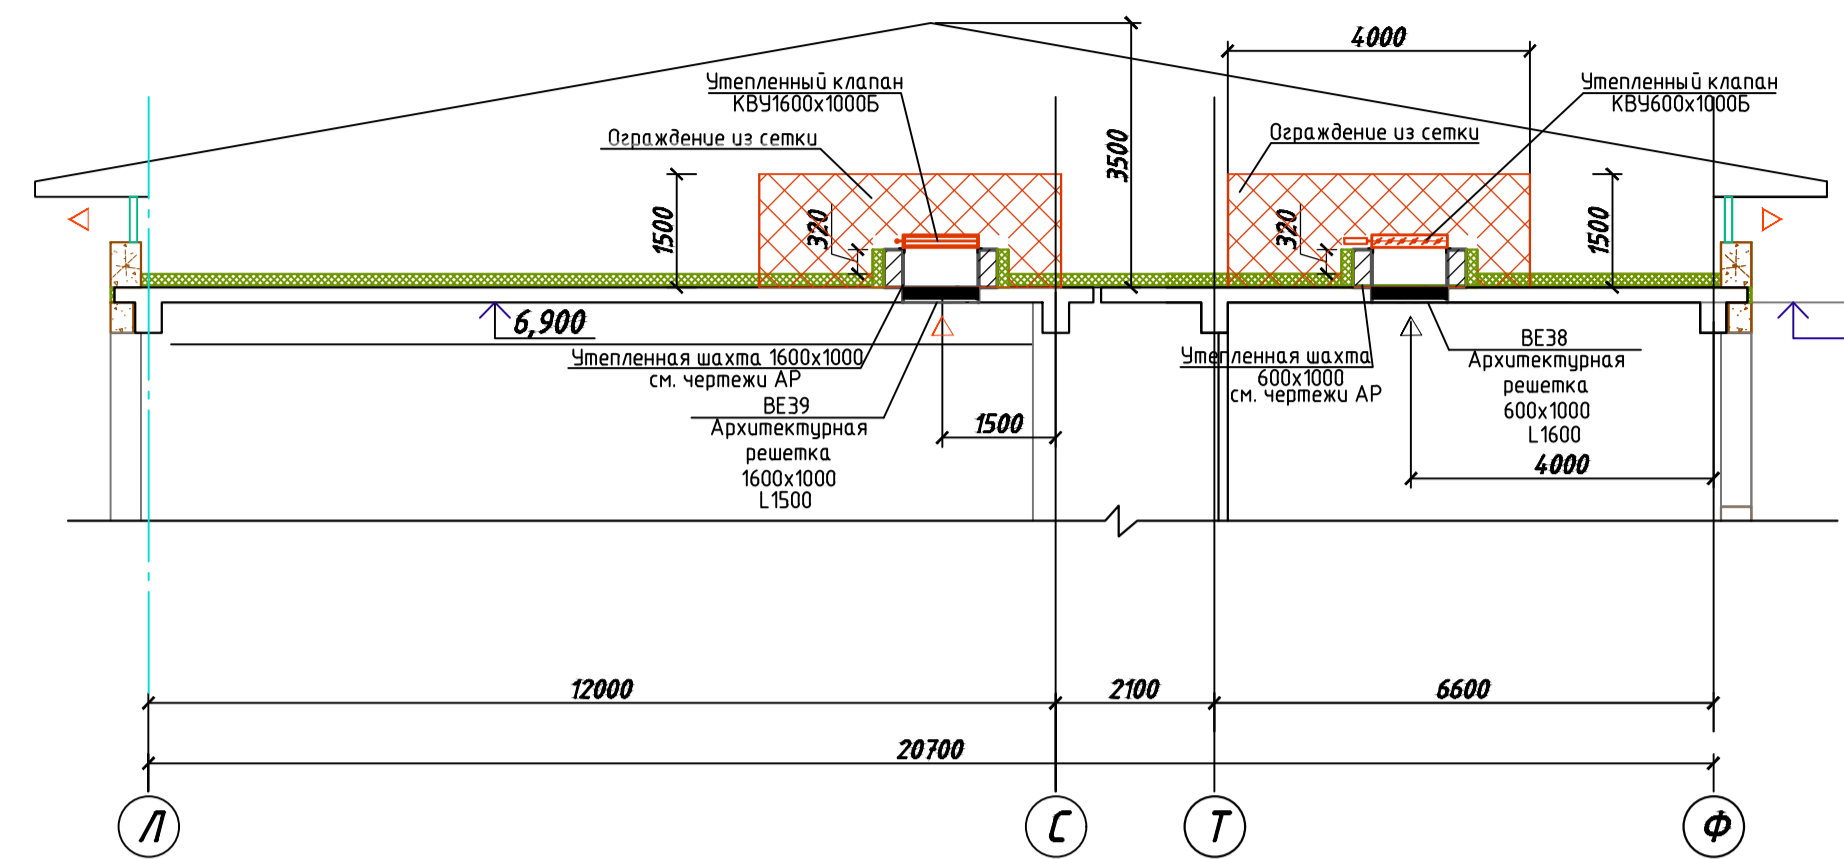 4000
Утепленный клапан
КВУ1600х1000Б
Утепленный клапан
КВУ600х1000Б
Ограждение из сетки
Ограждение из сетки
3500
1500
320
320
1500
6,900
Утепленная шахта 1600х1000
см. чертежи АР
ВЕ39
Архитектурная
решетка
1600х1000
L1500
1500
Утепленная шахта
600х1000
см. чертежи АР
ВЕ38
Архитектурная
решетка
600х1000
L1600
4000
12000
2100
6600
20700
Л
С
Т
Ф